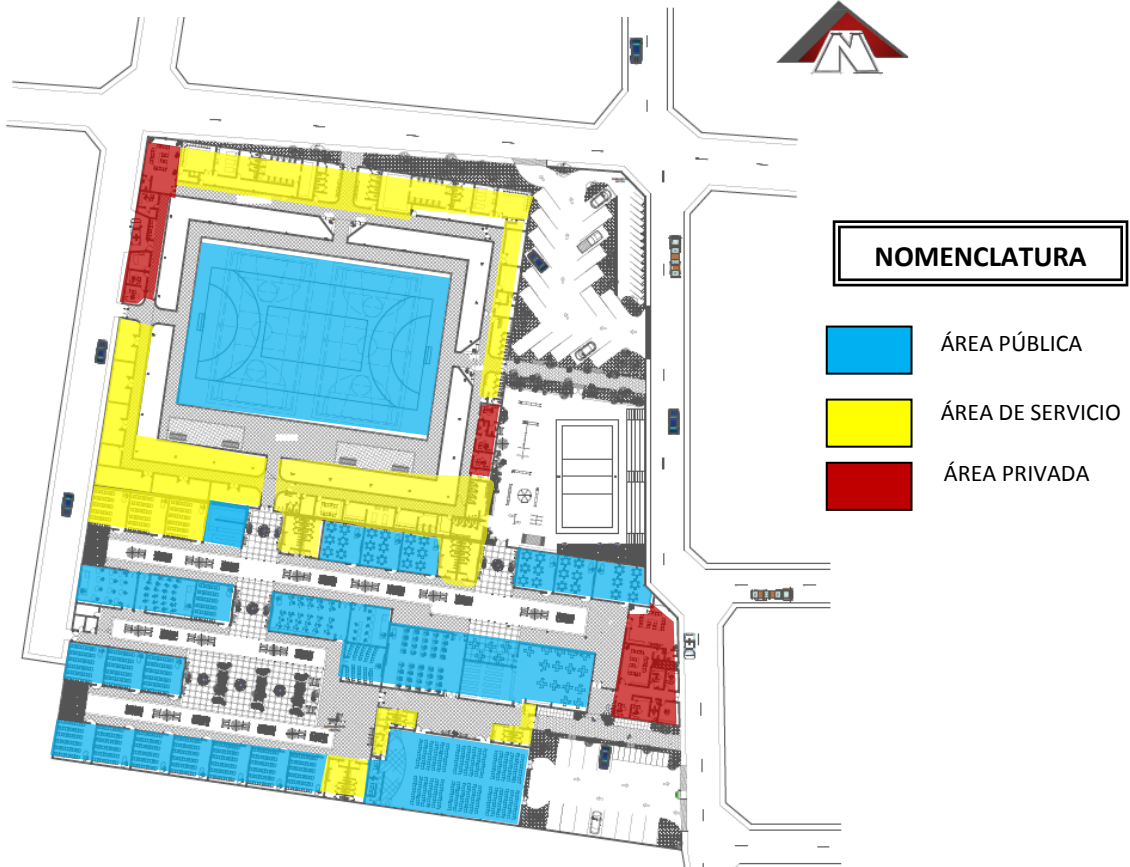 N
NOMENCLATURA
ÁREA PÚBLICA
ÁREA DE SERVICIO
ÁREA PRIVADA